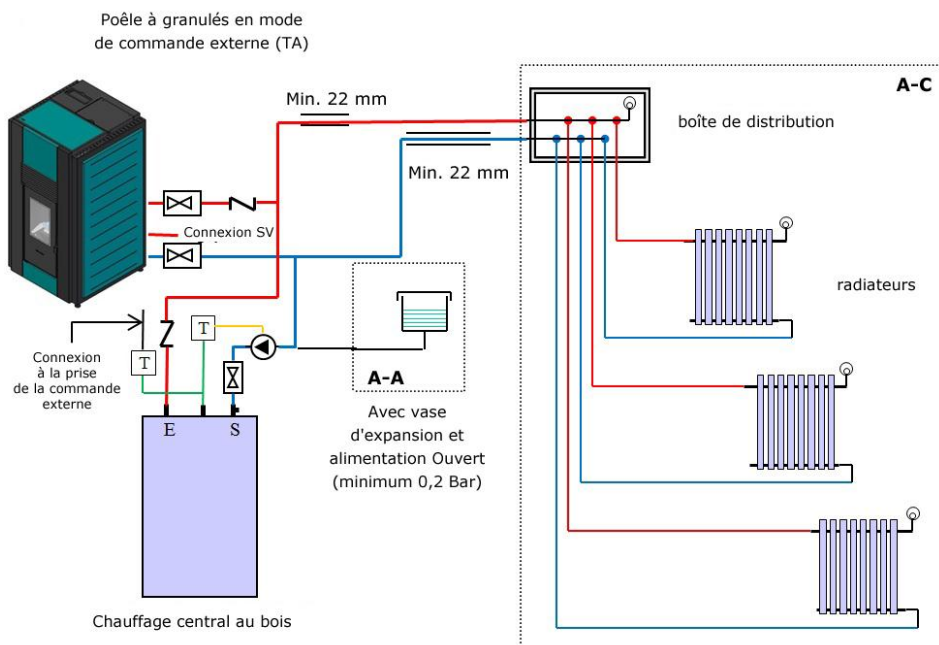 Poêle à granulés en mode
de commande externe (TA)
Min. 22 mm
Min. 22 mm
A-C
boîte de distribution
Connexion SV
radiateurs
T
T
Connexion
à la prise
de la commande
externe
A-A
Avec vase
d'expansion et
alimentation Ouvert
(minimum 0,2 Bar)
E
S
Chauffage central au bois